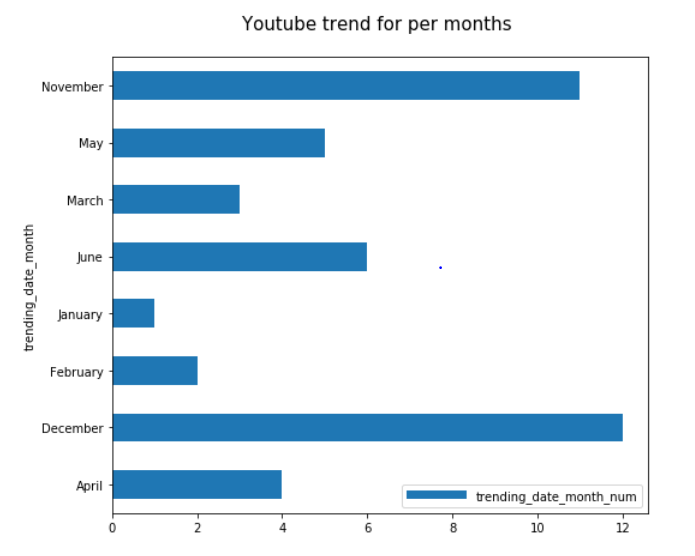 Youtube trend for per months
trending_date_month
November
May
March
June
January
February
December
April
trending_date_month_num
0 2 4 6 8 10 12